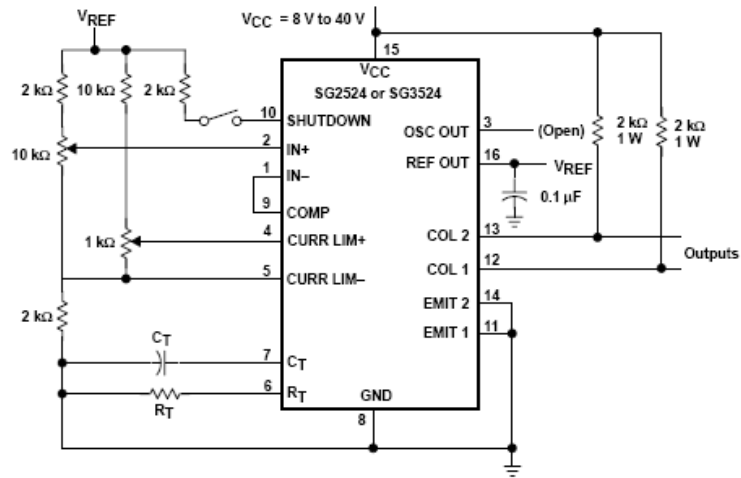 VREF
VCC = 8 V to 40 V
15
VCC
SG2524 or SG3524
2 kΩ
10 kΩ
2 kΩ
10
SHUTDOWN
OSC OUT
3
(Open)
2 kΩ
1 W
2 kΩ
1 W
10 kΩ
2
IN+
REF OUT
16
VREF
1
IN–
0.1 µF
9
COMP
1 kΩ
4
CURR LIM+
COL 2
13
Outputs
5
CURR LIM–
COL 1
12
2 kΩ
EMIT 2
14
EMIT 1
11
CT
7
CT
6
RT
RT
GND
8